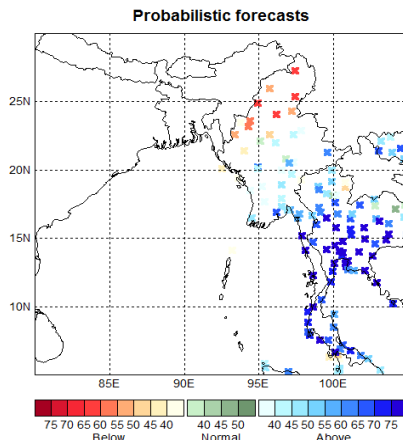 Probabilistic forecasts
25N
20N
15N
10N
85E 90E 95E 100E
75 70 65 60 55 50 45 40 40 45 50 40 45 50 55 60 65 70 75
Below Normal Above